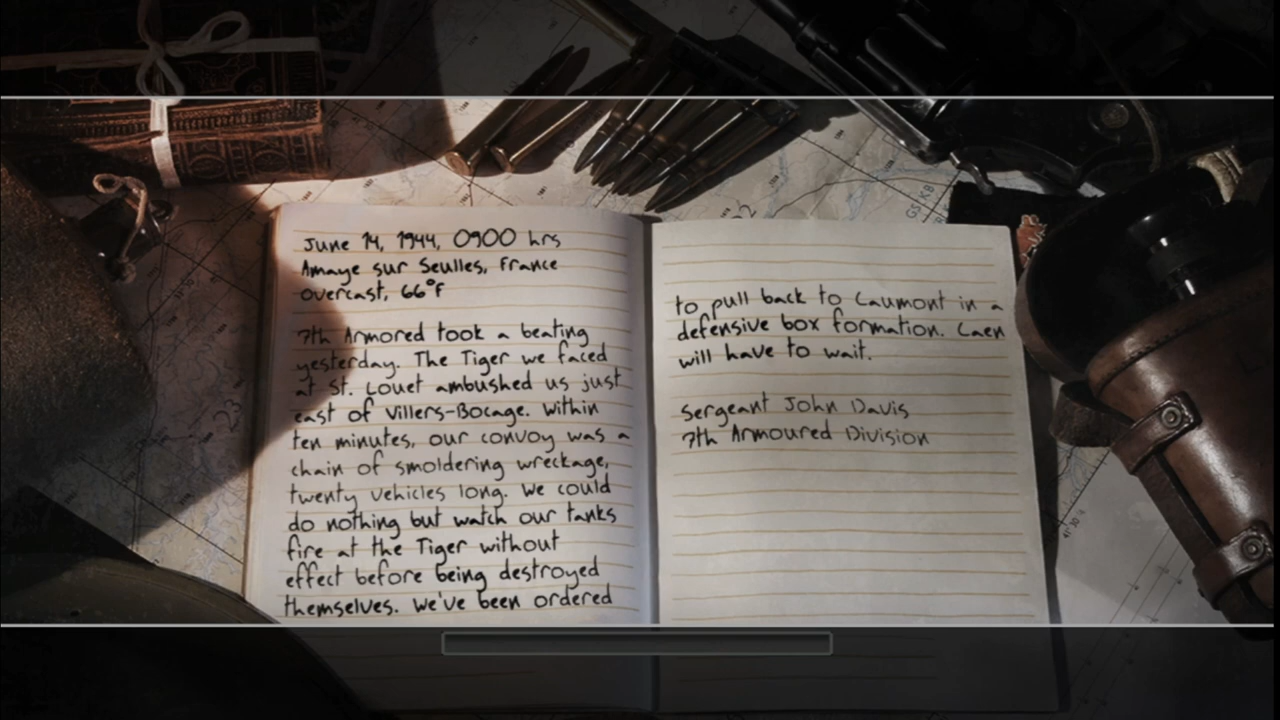 June 14, 1944, 0900 hrs
Amaye sur Seulles, France
Overcast, 66°F
7th Armored took a beating
yesterday. The Tiger we faced
at St. Louet ambushed us just
east of Villers-Bocage. Within
ten minutes, our convoy was a
chain of smoldering wreckage,
twenty vehicles long. We could
do nothing but watch our tanks
fire at the Tiger without
effect before being destroyed
themselves. We've been ordered
to pull back to Caumont in a
defensive box formation. Caen
will have to wait.
Sergeant John Davis
7th Armoured Division
GSKB